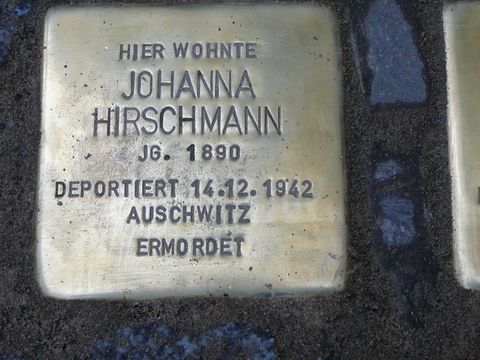 HIER WOHNTE
JOHANNA
HIRSCHMANN
JG. 1890
DEPORTIERT 14.12.1942
AUSCHWITZ
ERMORDET